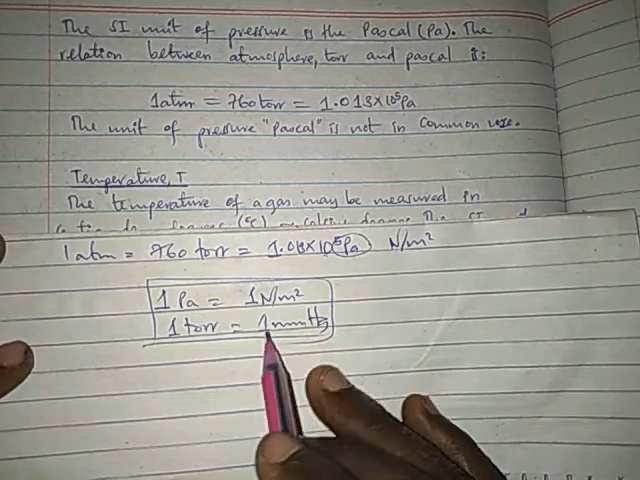 The SI unit of pressure is the Pascal (Pa). The
relation between atmosphere, torr and pascal is:
1atm = 760torr = 1.013×10⁵Pa
The unit of pressure "Pascal" is not in common use.
Temperature, T
The temperature of a gas may be measured in
1 atm = 760 torr = 1.013×10⁵Pa N/m²
1 Pa = 1N/m²
1 torr = 1mmHg